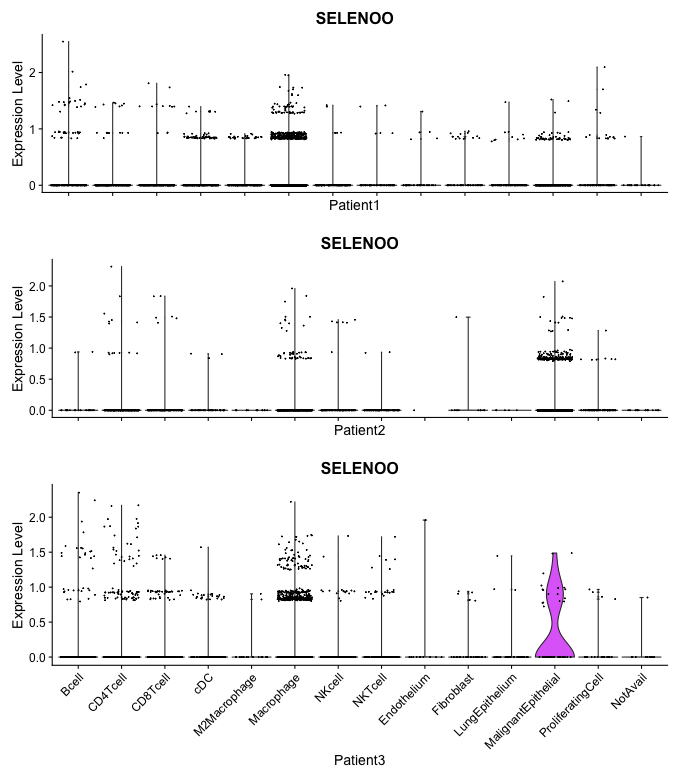 SELENOO
Expression Level
2
1
0
Patient1
SELENOO
Expression Level
2.0
1.5
1.0
0.5
0.0
Patient2
SELENOO
Expression Level
2.0
1.5
1.0
0.5
0.0
Bcell
CD4Tcell
CD8Tcell
cDC
M2Macrophage
Macrophage
NKcell
NKTcell
Endothelium
Fibroblast
LungEpithelium
MalignantEpithelial
ProliferatingCell
NotAvail
Patient3